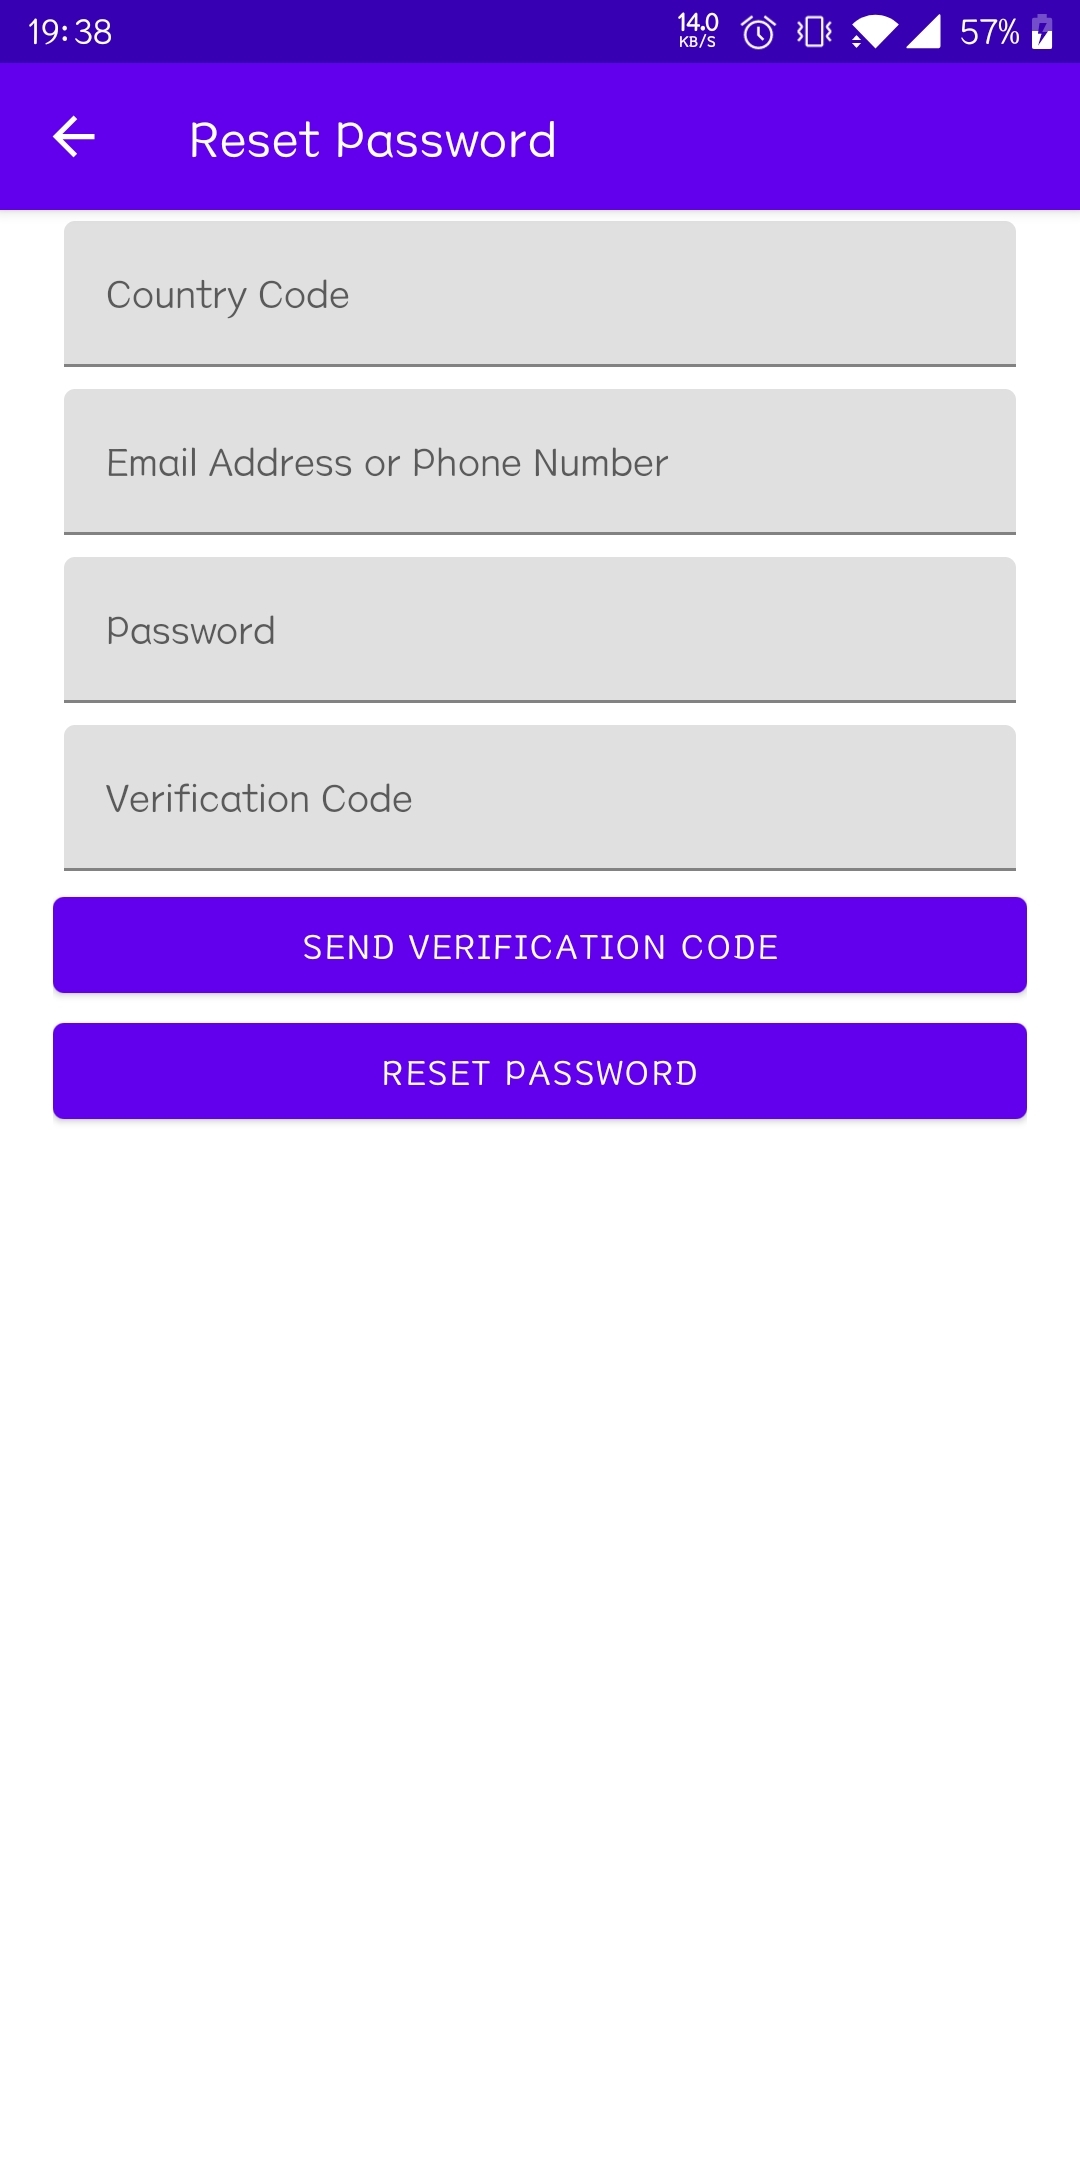 19:38
14.0
KB/S
57%
Reset Password
Country Code
Email Address or Phone Number
Password
Verification Code
SEND VERIFICATION CODE
RESET PASSWORD